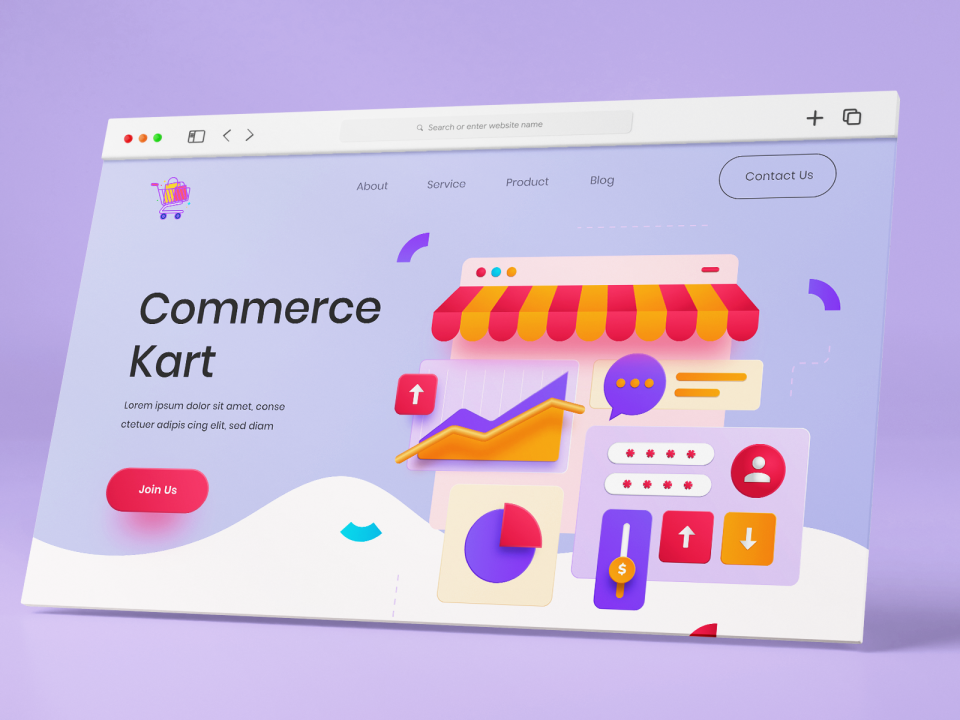 Search or enter website name
About Service Product Blog Contact Us
Commerce
Kart
Lorem ipsum dolor sit amet, conse
ctetuer adipis cing elit, sed diam
Join Us
$